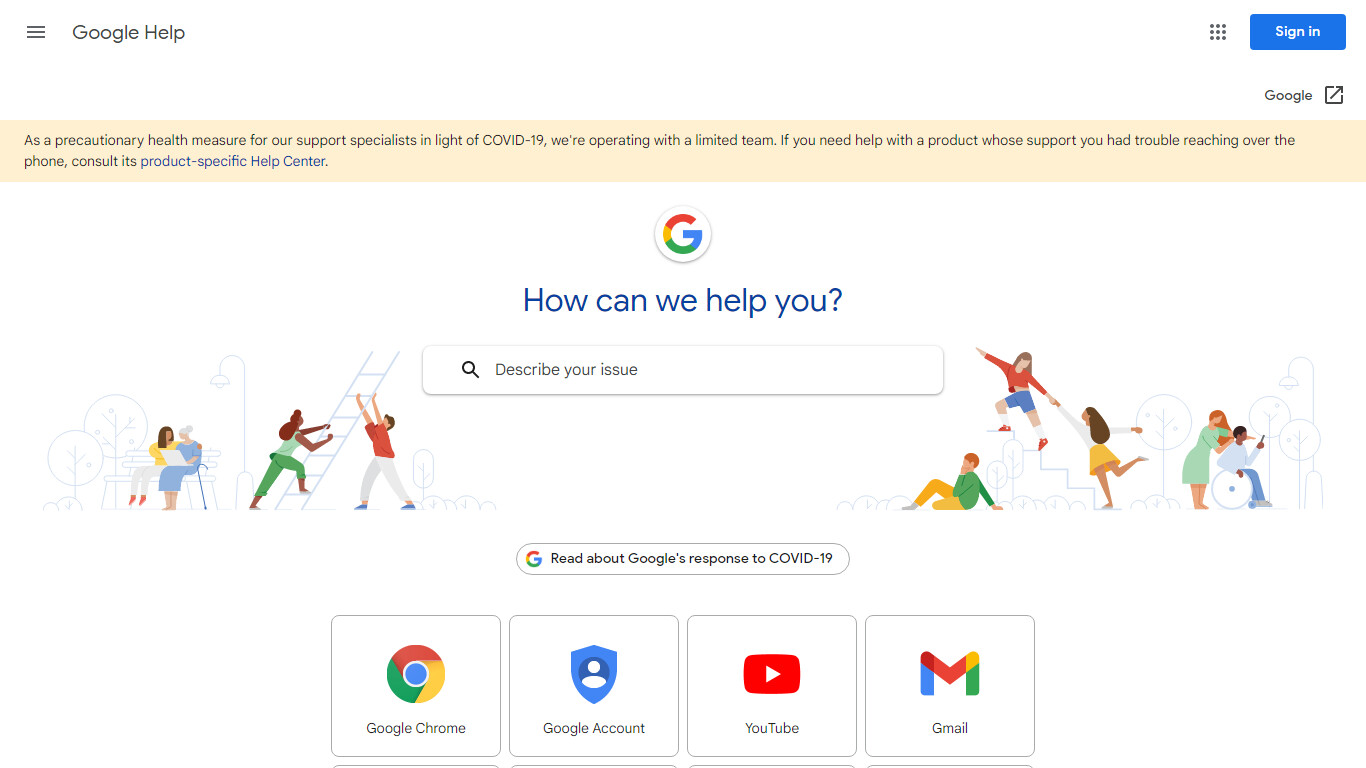 Google Help
Sign in
Google
As a precautionary health measure for our support specialists in light of COVID-19, we're operating with a limited team. If you need help with a product whose support you had trouble reaching over the
phone, consult its product-specific Help Center.
How can we help you?
Describe your issue
Read about Google's response to COVID-19
Google Chrome
Google Account
YouTube
Gmail